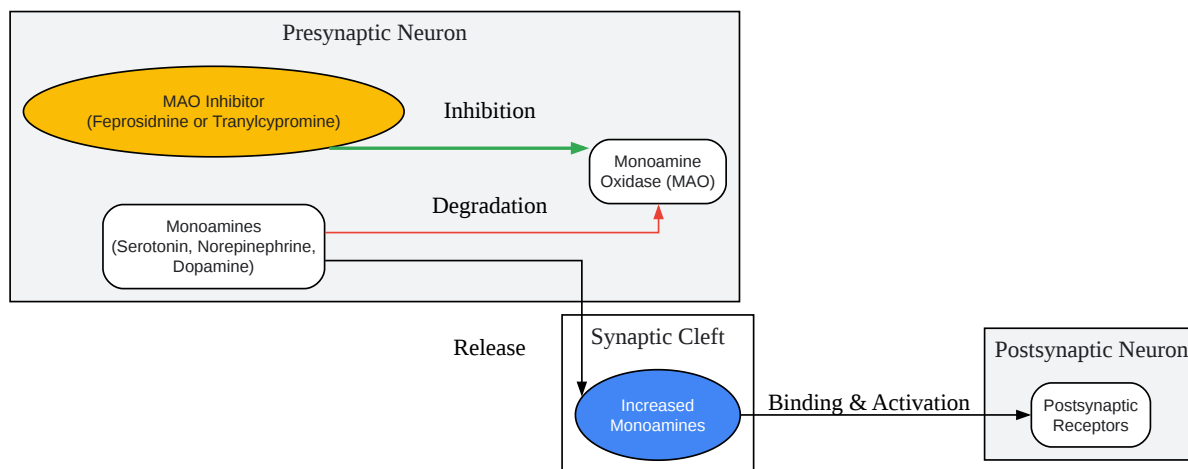 Presynaptic Neuron
MAO Inhibitor
(Feprosidnine or Tranylcypromine)
Inhibition
Monoamine
Oxidase (MAO)
Degradation
Monoamines
(Serotonin, Norepinephrine,
Dopamine)
Release
Synaptic Cleft
Increased
Monoamines
Binding & Activation
Postsynaptic Neuron
Postsynaptic
Receptors